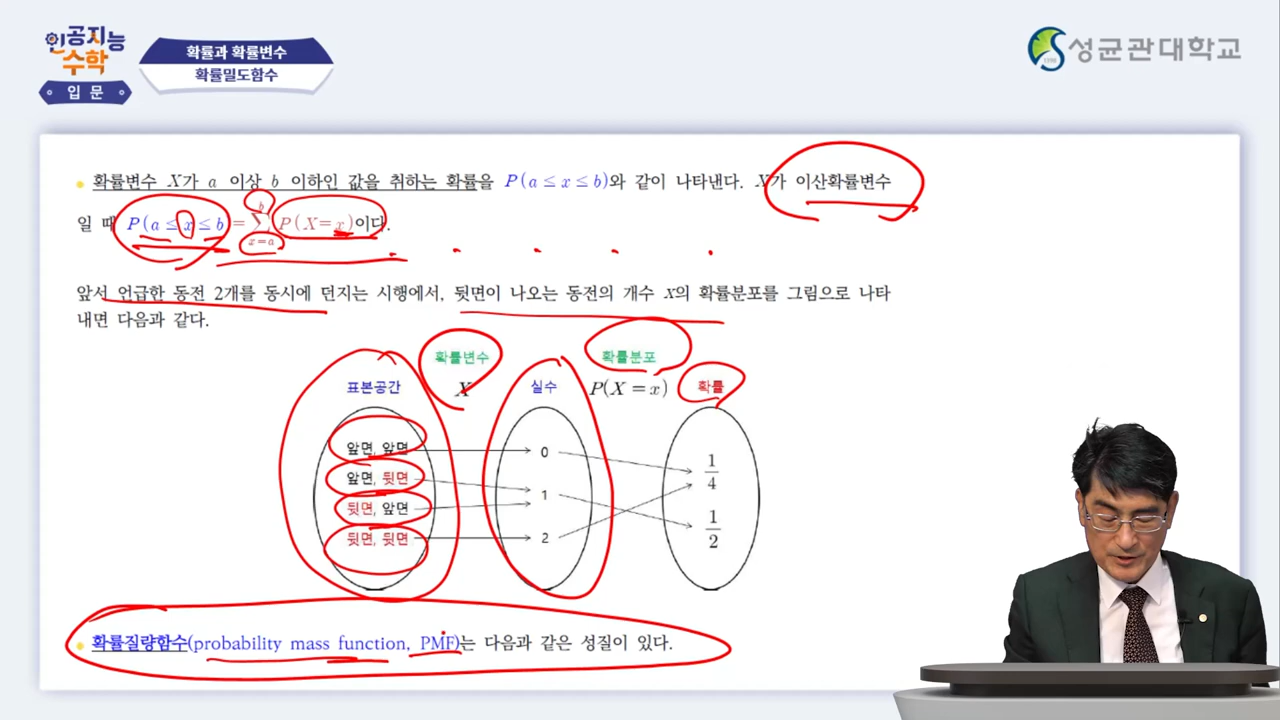 인공지능
수학
입문
확률과 확률변수
확률밀도함수
성균관대학교
확률변수 X가 a 이상 b 이하인 값을 취하는 확률을 P(a ≤ x ≤ b)와 같이 나타낸다. X가 이산확률변수
일 때 P(a ≤ x ≤ b) = ∑_{x=a}^{b} P(X = x)이다.
앞서 언급한 동전 2개를 동시에 던지는 시행에서, 뒷면이 나오는 동전의 개수 X의 확률분포를 그림으로 나타
내면 다음과 같다.
확률변수 확률분포
표본공간 X 실수 P(X = x) 확률
앞면, 앞면 0
앞면, 뒷면 1
뒷면, 앞면 2
뒷면, 뒷면
1/4
1/2
확률질량함수(probability mass function, PMF)는 다음과 같은 성질이 있다.